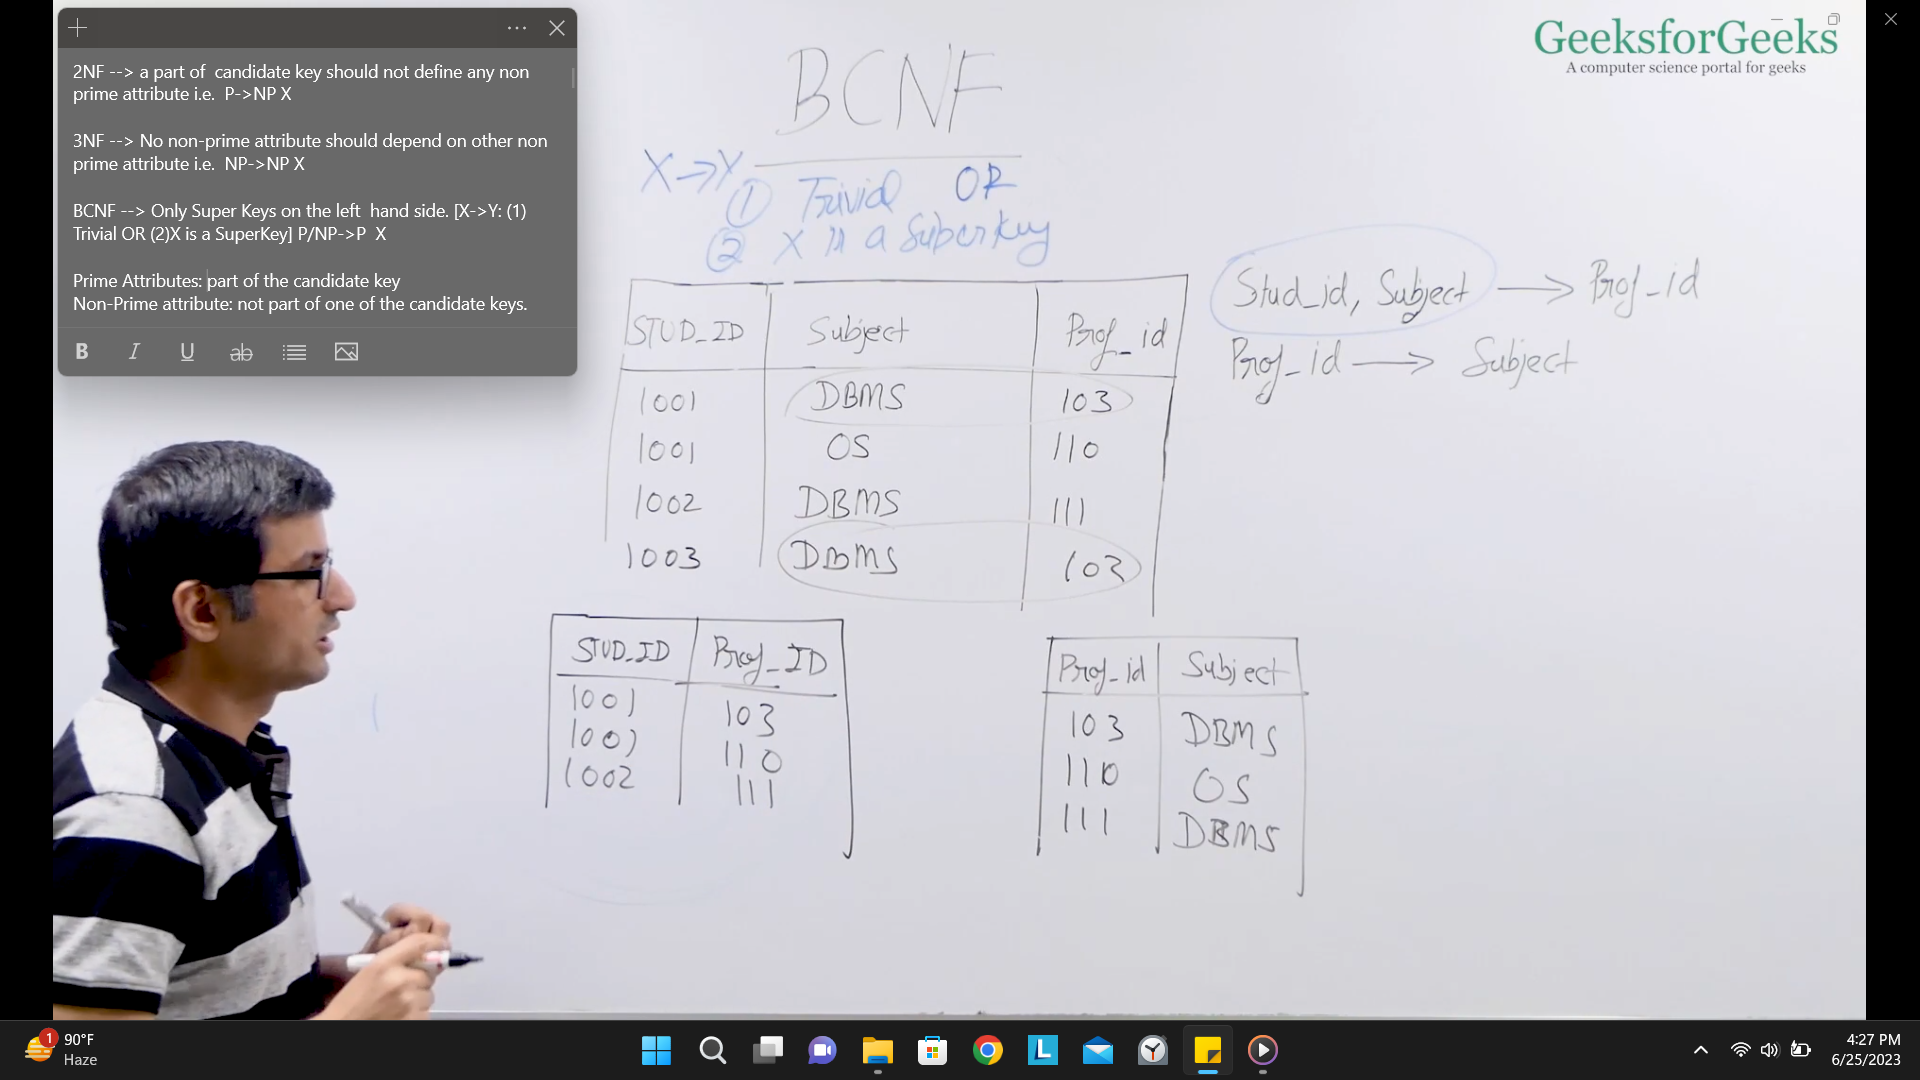 2NF --> a part of  candidate key should not define any non
prime attribute i.e.  P->NP X
3NF --> No non-prime attribute should depend on other non
prime attribute i.e.  NP->NP X
BCNF --> Only Super Keys on the left  hand side. [X->Y: (1)
Trivial OR (2)X is a SuperKey] P/NP->P  X
Prime Attributes: part of the candidate key
Non-Prime attribute: not part of one of the candidate keys.
B I U ab
GeeksforGeeks
A computer science portal for geeks
BCNF
X→Y
① Trivial OR
② X is a Superkey
STUD_ID Subject Prof_id
1001 DBMS 103
1001 OS 110
1002 DBMS 111
1003 DBMS 103
Stud_id, Subject → Prof_id
Prof_id → Subject
STUD_ID Prof_ID
1001 103
1001 110
1002 111
Prof_id Subject
103 DBMS
110 OS
111 DBMS
1
90°F
Haze
L
4:27 PM
6/25/2023